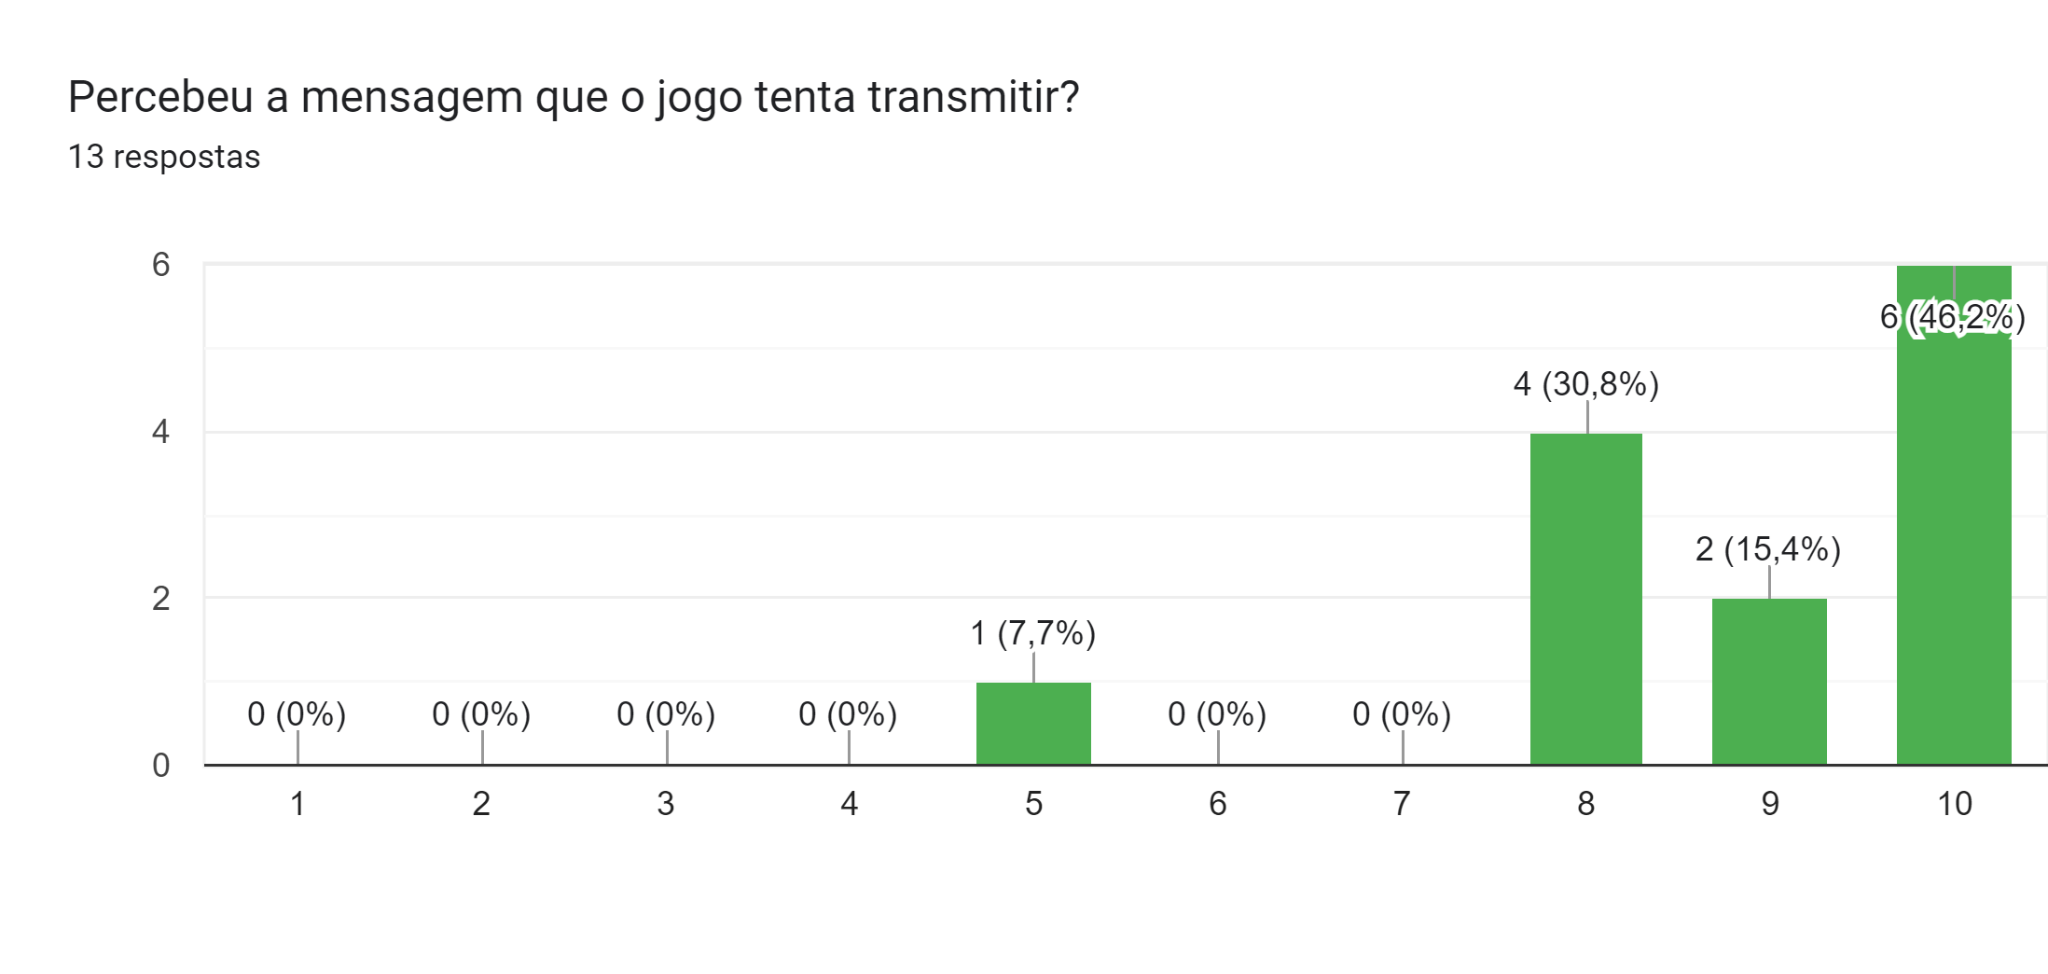 Percebeu a mensagem que o jogo tenta transmitir?
13 respostas
6
6 (46,2%)
4 (30,8%)
4
2 (15,4%)
2
1 (7,7%)
0 (0%) 0 (0%) 0 (0%) 0 (0%) 0 (0%) 0 (0%)
0
1 2 3 4 5 6 7 8 9 10